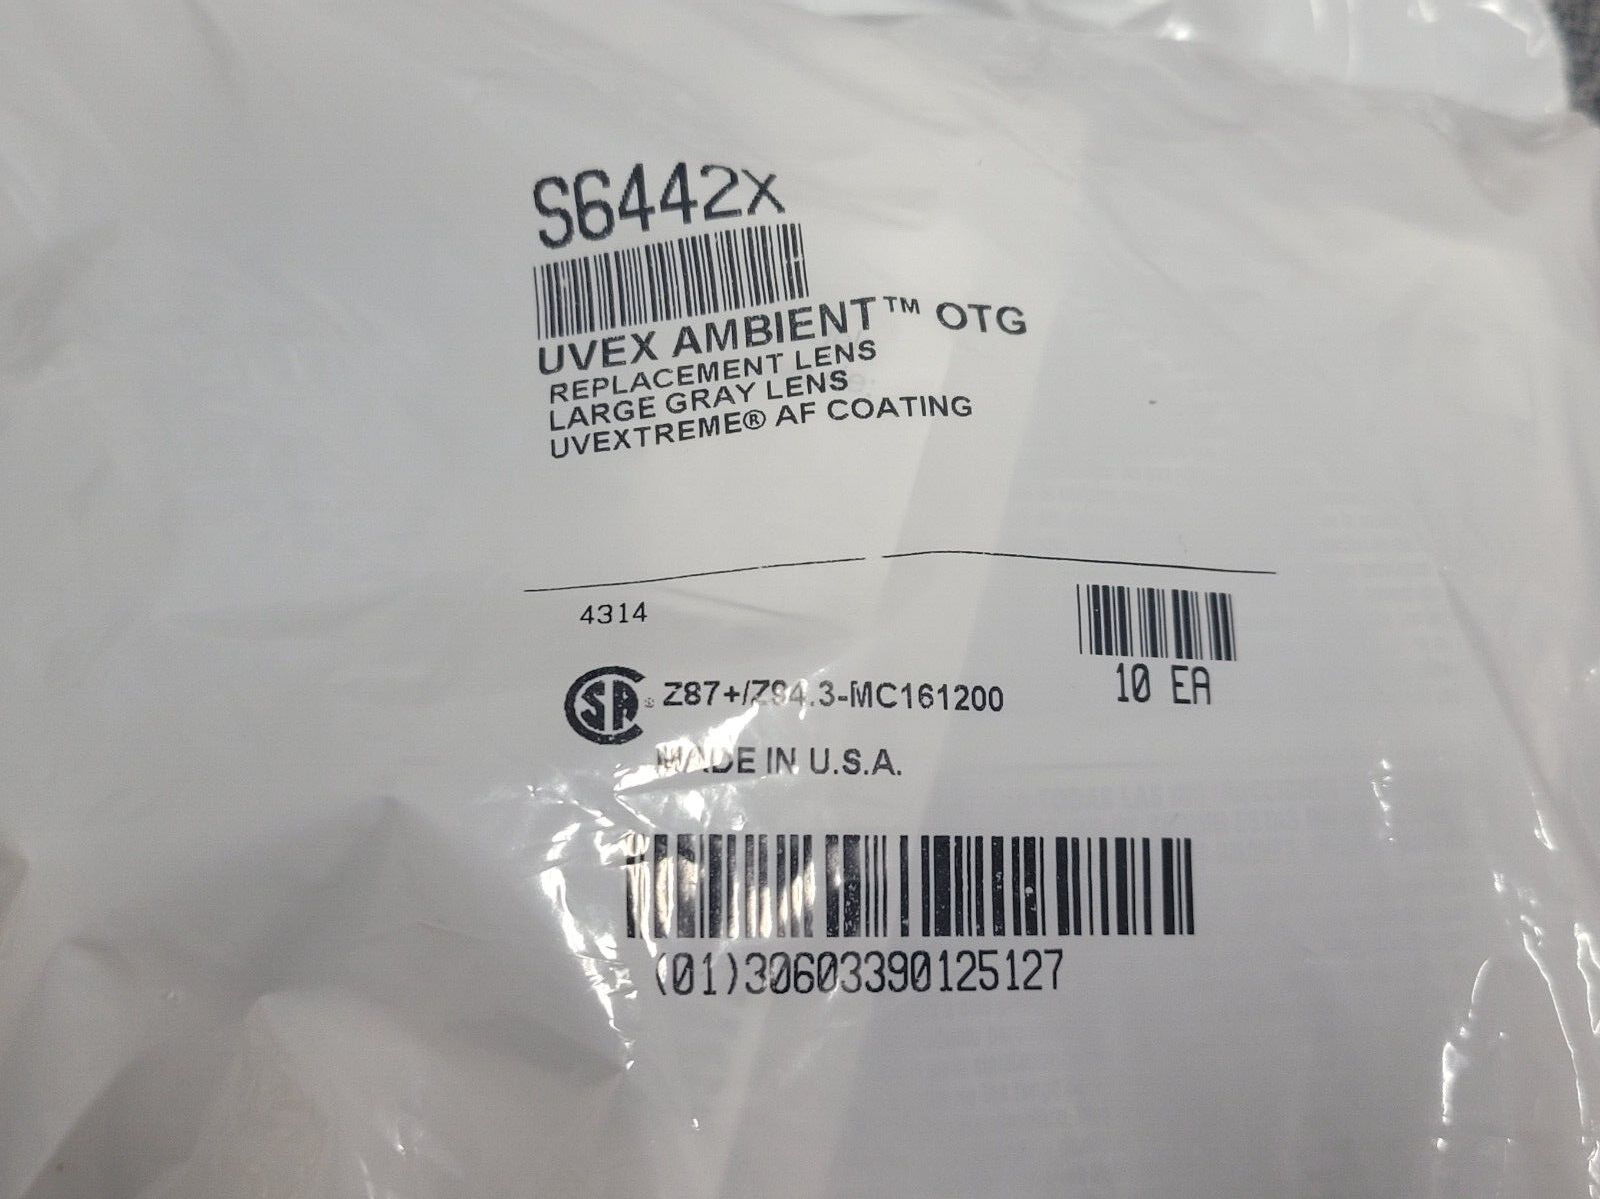 S6442X
UVEX AMBIENT™ OTG
REPLACEMENT LENS
LARGE GRAY LENS
UVEXTREME® AF COATING
4314
10 EA
SA ® Z87+/Z94.3-MC161200
MADE IN U.S.A.
(01)30603390125127